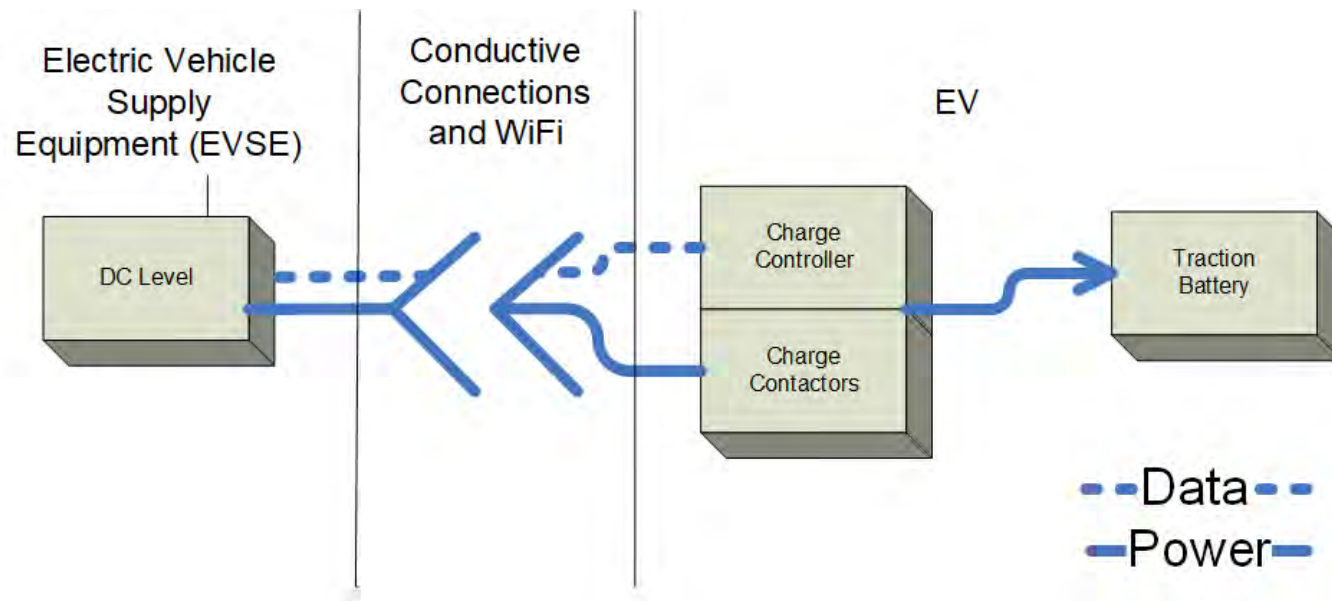 Electric Vehicle
Supply
Equipment (EVSE)
Conductive
Connections
and WiFi
EV
DC Level
Charge
Controller
Charge
Contactors
Traction
Battery
Data
Power